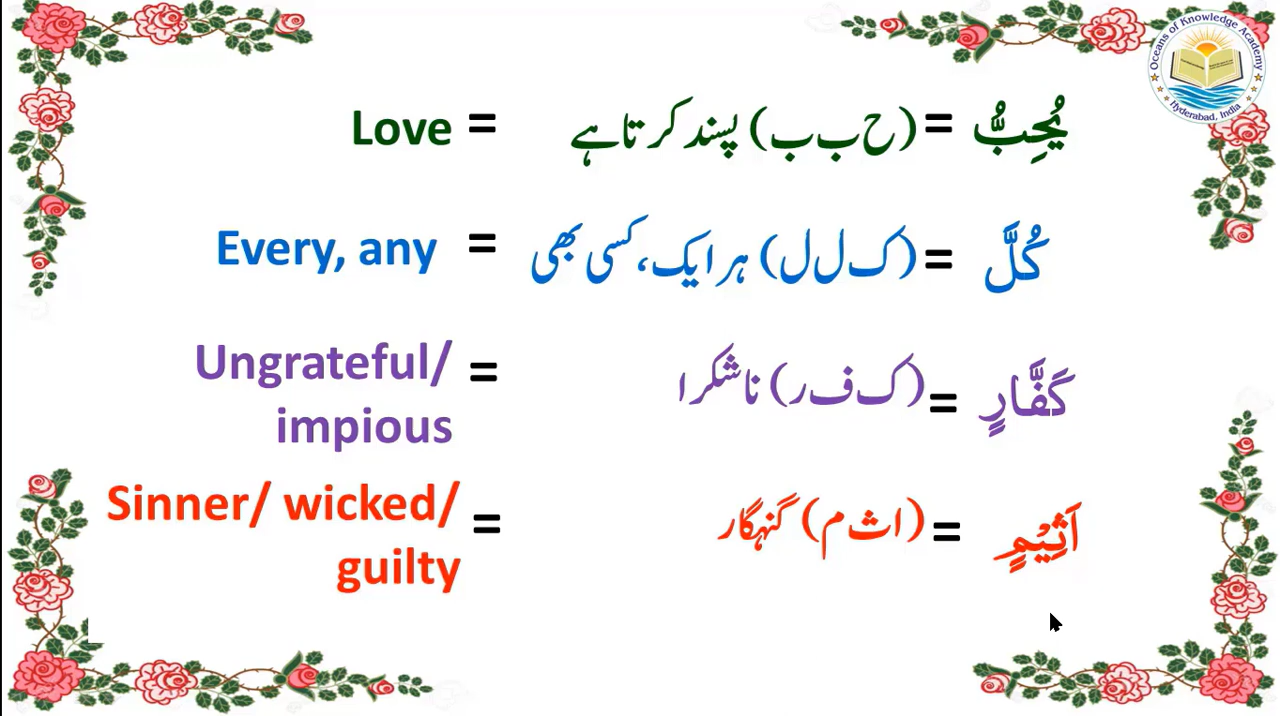 Oceans of Knowledge Academy
Hyderabad, India
یُحِبُّ = (ح ب ب) پسند کرتا ہے = Love
کُلَّ = (ک ل ل) ہر ایک، کسی بھی = Every, any
کَفَّارٍ = (ک ف ر) ناشکرا = Ungrateful/
impious
اَثِیْمٍ = (ا ث م) گنہگار = Sinner/ wicked/
guilty